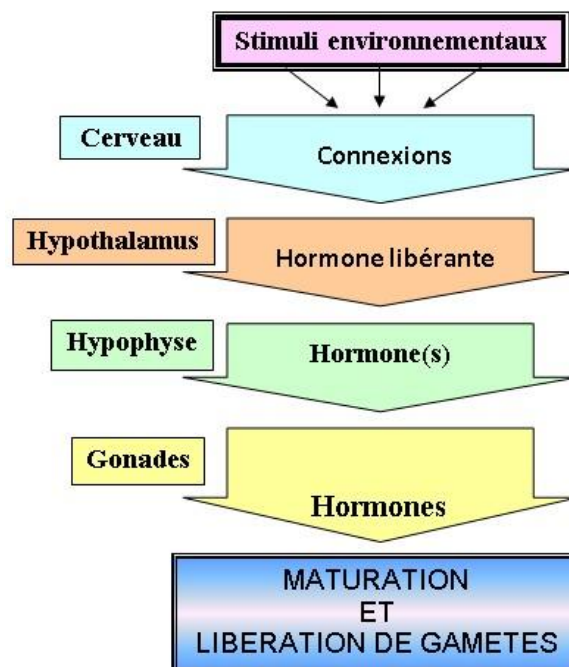 Stimuli environnementaux
Cerveau
Connexions
Hypothalamus
Hormone libérante
Hypophyse
Hormone(s)
Gonades
Hormones
MATURATION
ET
LIBERATION DE GAMETES